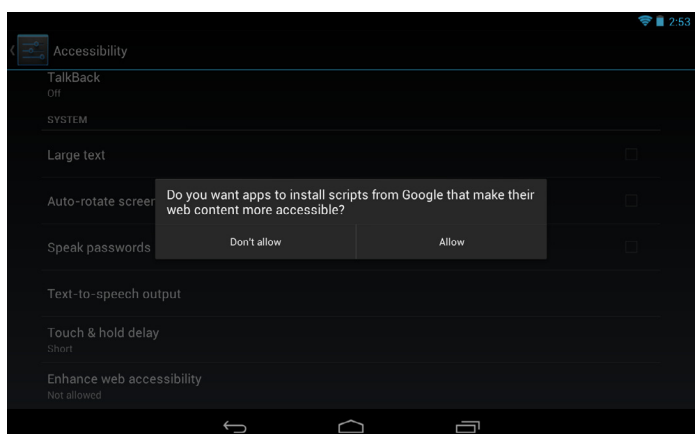 2:53
Accessibility
TalkBack
Off
SYSTEM
Large text
Auto-rotate screen
Do you want apps to install scripts from Google that make their
web content more accessible?
Speak passwords
Don't allow
Allow
Text-to-speech output
Touch & hold delay
Short
Enhance web accessibility
Not allowed